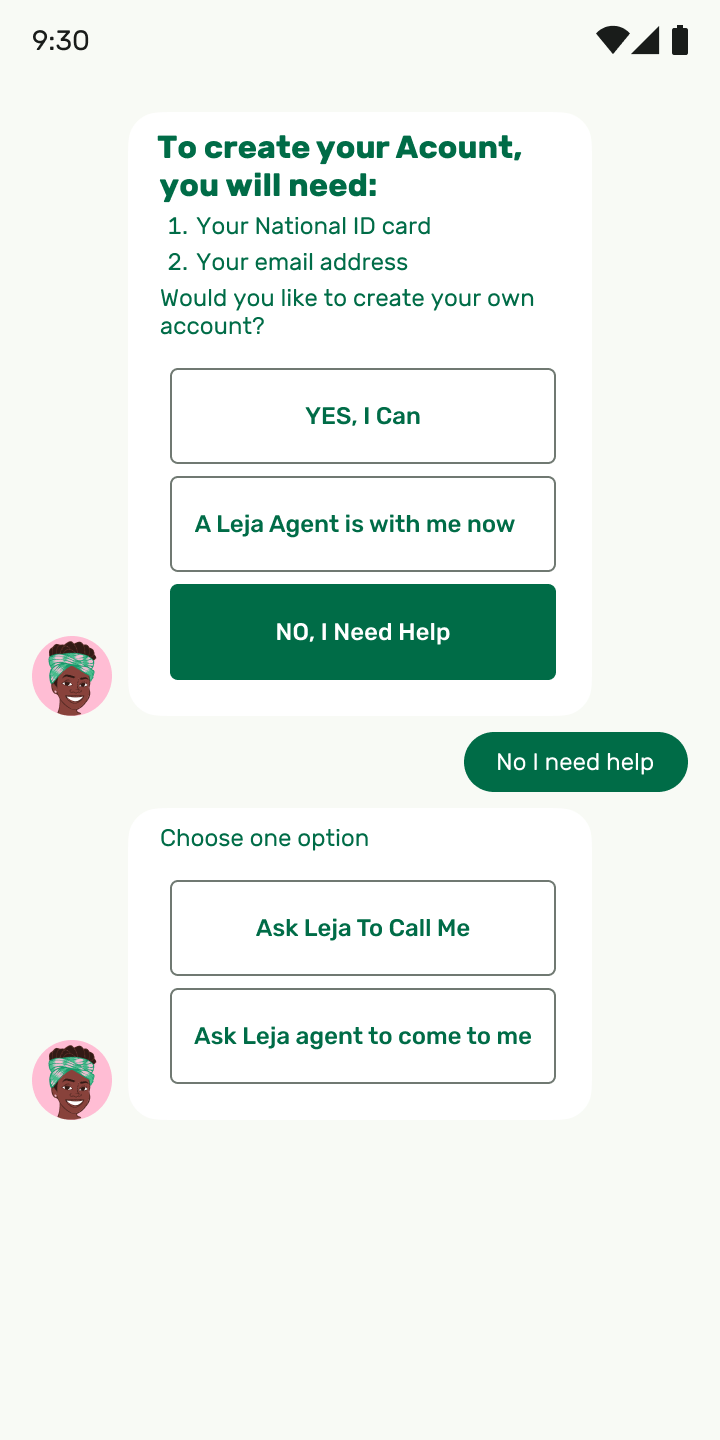 9:30
To create your Acount,
you will need:
1. Your National ID card
2. Your email address
Would you like to create your own
account?
YES, I Can
A Leja Agent is with me now
NO, I Need Help
No I need help
Choose one option
Ask Leja To Call Me
Ask Leja agent to come to me